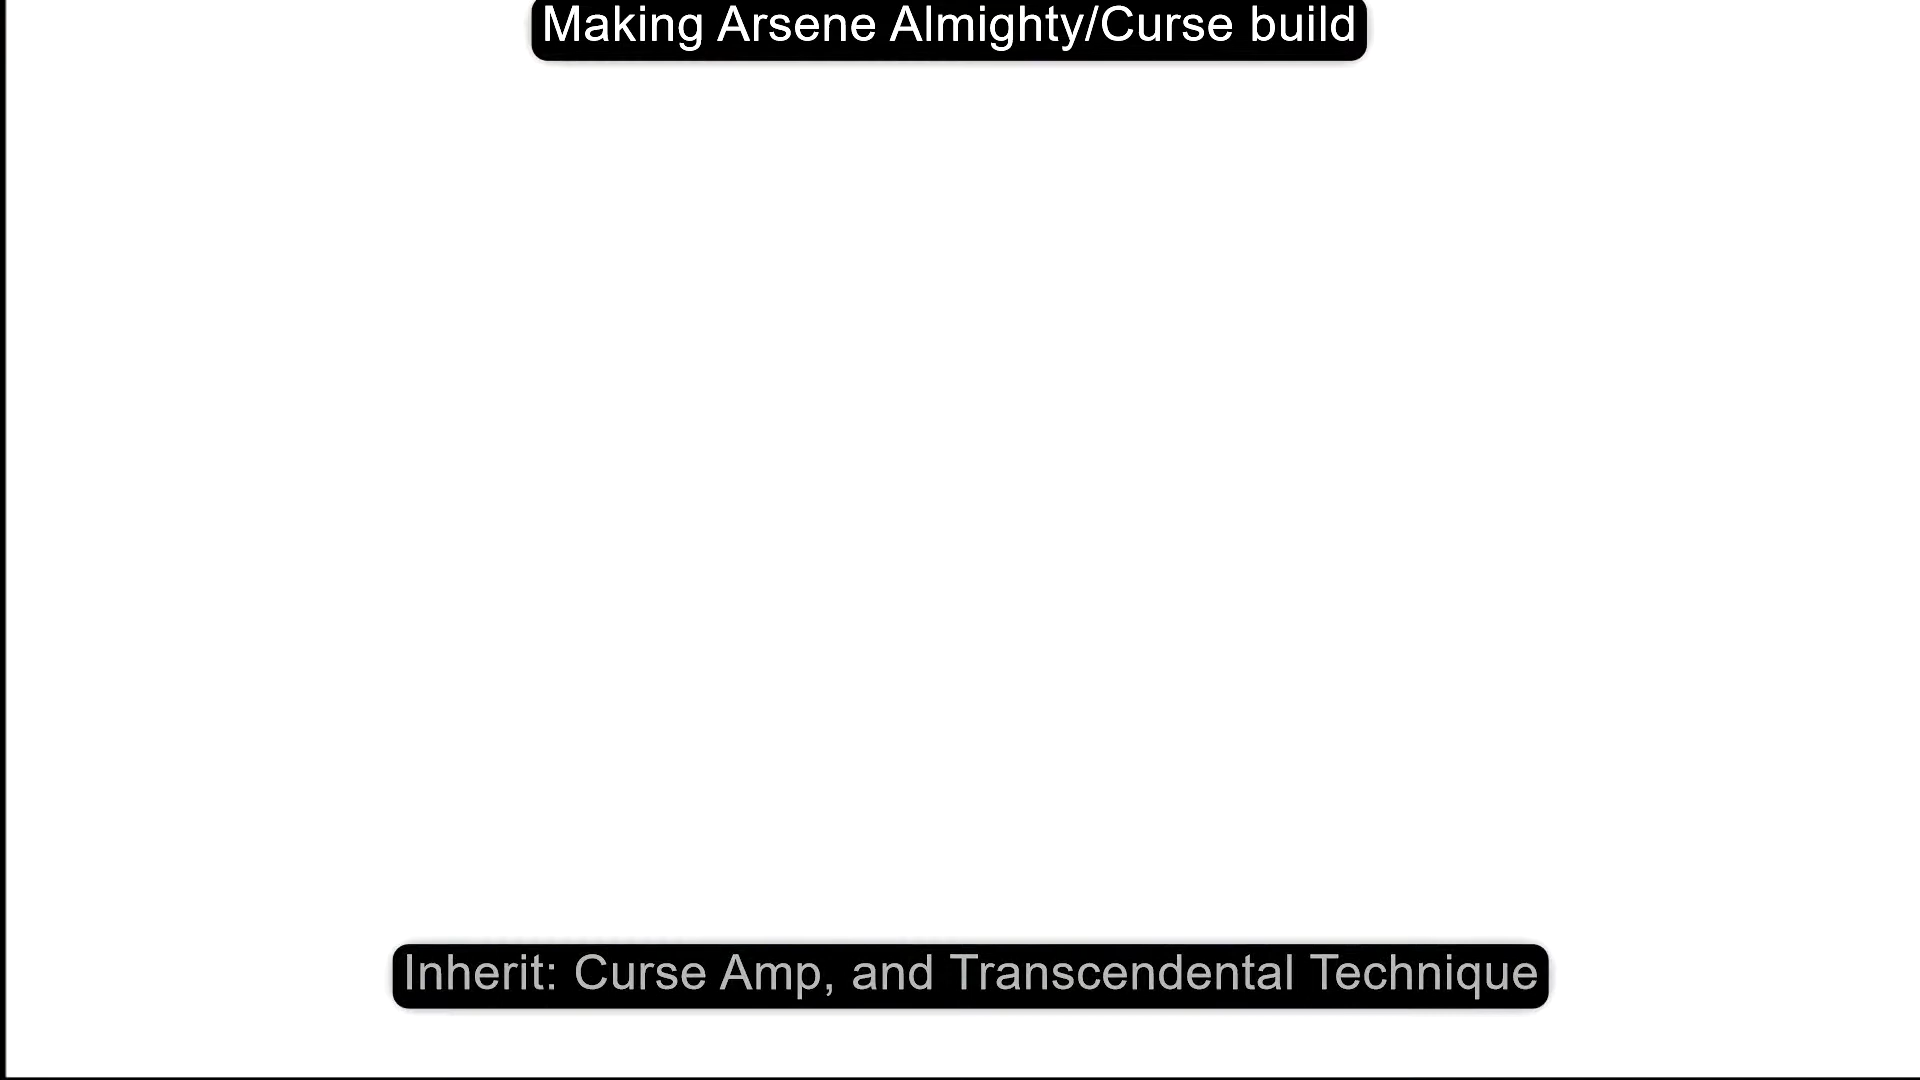 Making Arsene Almighty/Curse build
Inherit: Curse Amp, and Transcendental Technique